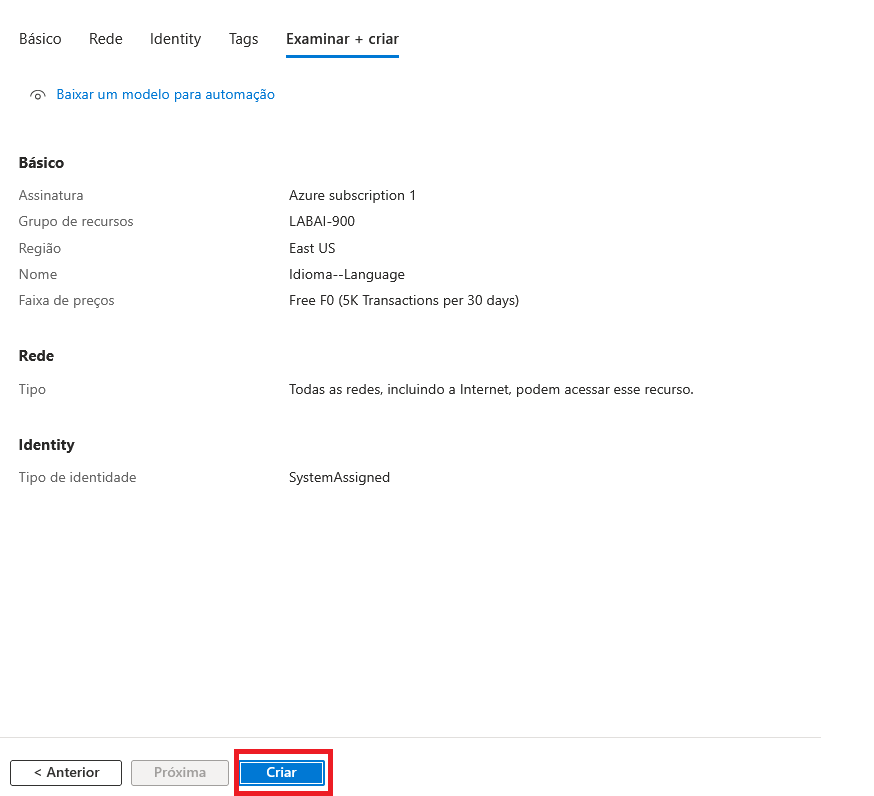 Básico Rede Identity Tags Examinar + criar
Baixar um modelo para automação
Básico
Assinatura Azure subscription 1
Grupo de recursos LABAI-900
Região East US
Nome Idioma--Language
Faixa de preços Free F0 (5K Transactions per 30 days)
Rede
Tipo Todas as redes, incluindo a Internet, podem acessar esse recurso.
Identity
Tipo de identidade SystemAssigned
< Anterior Próxima Criar